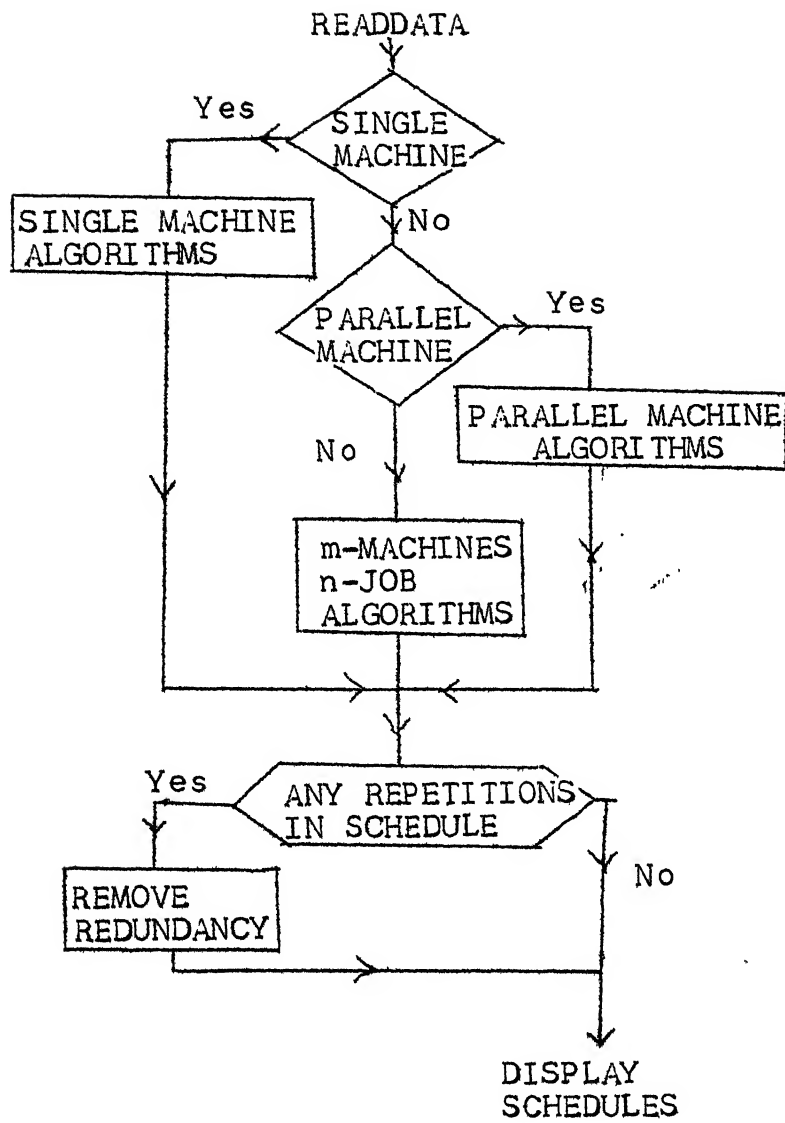 READDATA
Yes
SINGLE
MACHINE
No
SINGLE MACHINE
ALGORITHMS
Yes
PARALLEL
MACHINE
PARALLEL MACHINE
ALGORITHMS
No
m-MACHINES
n-JOB
ALGORITHMS
Yes
ANY REPETITIONS
IN SCHEDULE
No
REMOVE
REDUNDANCY
DISPLAY
SCHEDULES